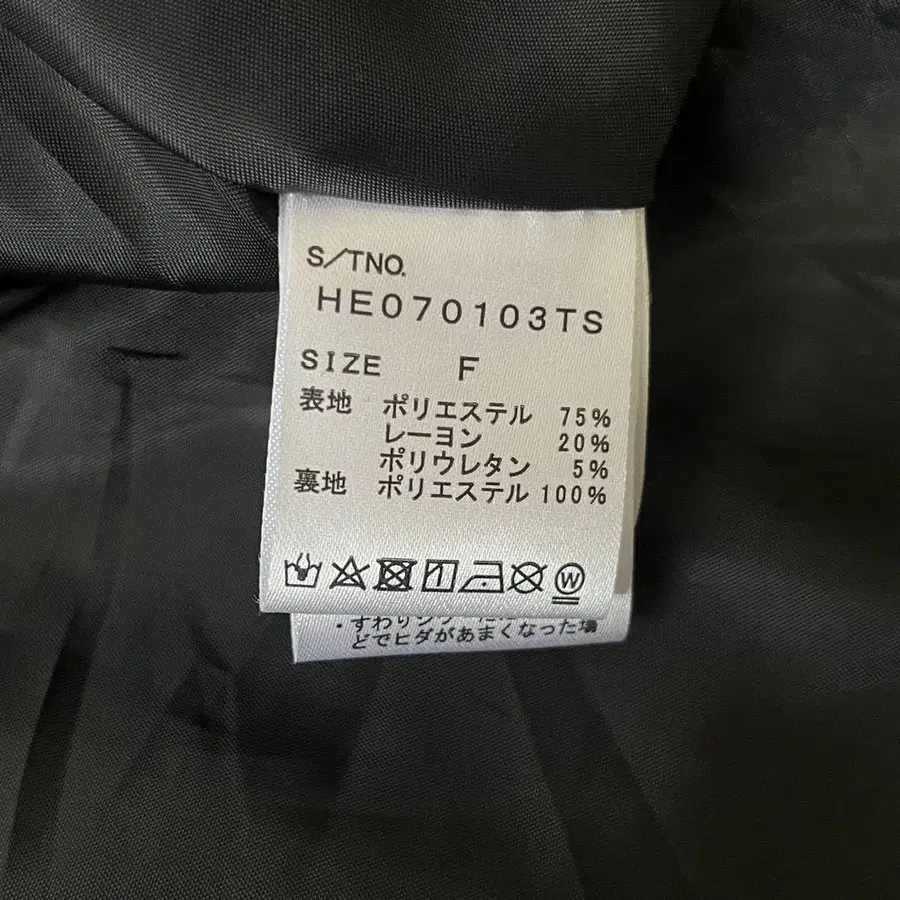 S/TNO.
HE070103TS
SIZE F
表地 ポリエステル 75%
レーヨン 20%
ポリウレタン 5%
裏地 ポリエステル 100%
W
どでヒダがあまくなった場